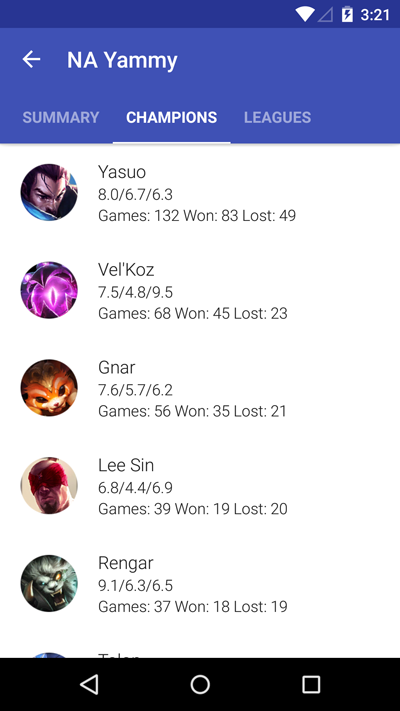 3:21
NA Yammy
SUMMARY CHAMPIONS LEAGUES
Yasuo
8.0/6.7/6.3
Games: 132 Won: 83 Lost: 49
Vel'Koz
7.5/4.8/9.5
Games: 68 Won: 45 Lost: 23
Gnar
7.6/5.7/6.2
Games: 56 Won: 35 Lost: 21
Lee Sin
6.8/4.4/6.9
Games: 39 Won: 19 Lost: 20
Rengar
9.1/6.3/6.5
Games: 37 Won: 18 Lost: 19